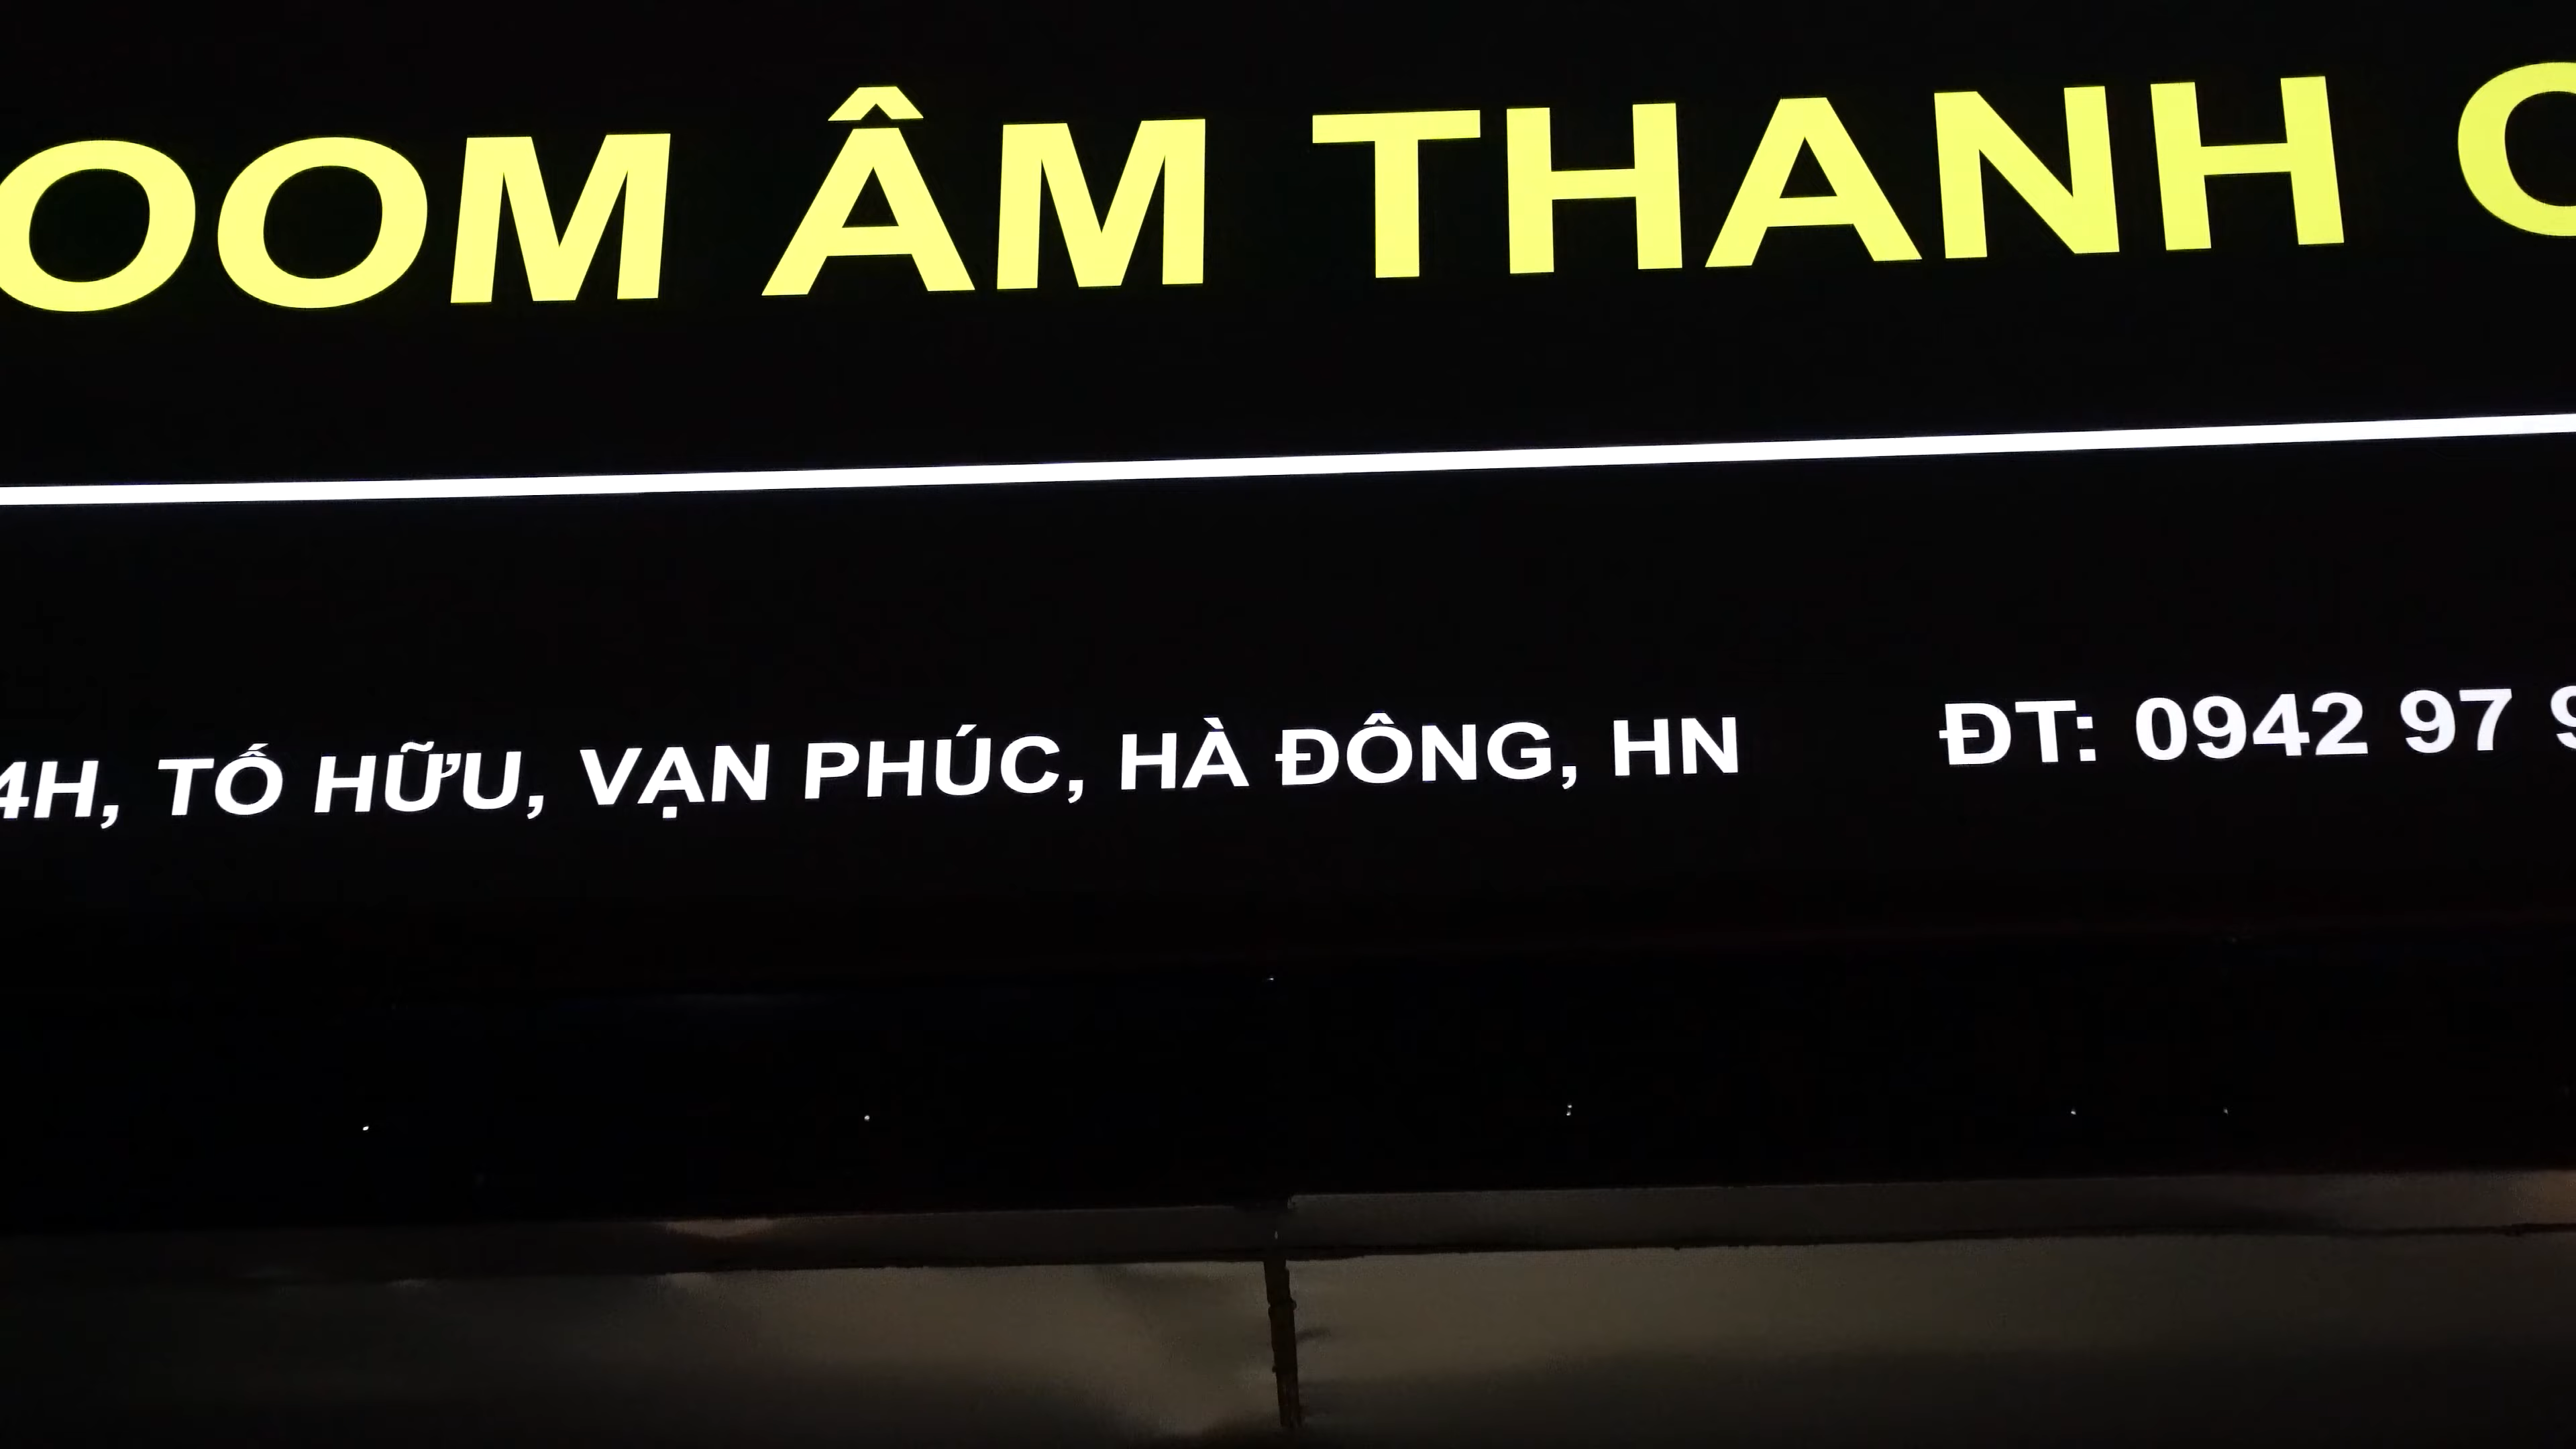 OOM ÂM THANH
4H, TỐ HỮU, VẠN PHÚC, HÀ ĐÔNG, HN ĐT: 0942 97